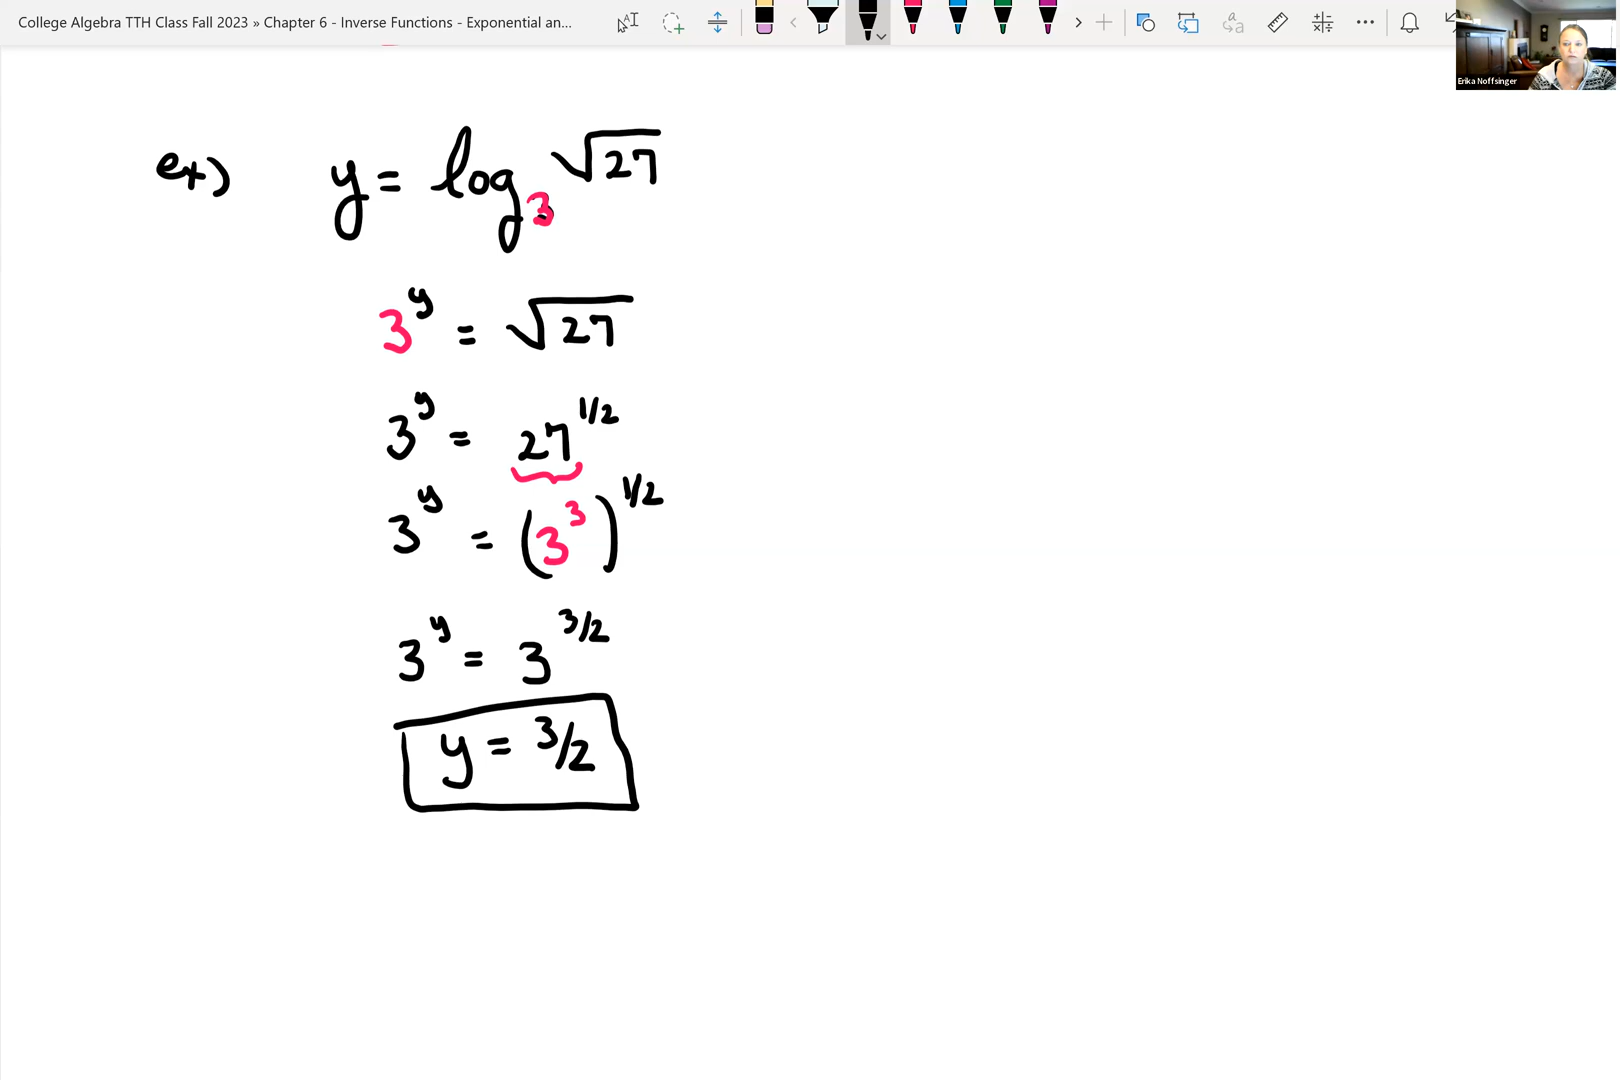 College Algebra TTH Class Fall 2023 » Chapter 6 - Inverse Functions - Exponential an...
Erika Noffsinger
ex) y = log₃ √27
3^y = √27
3^y = 27^1/2
3^y = (3^3)^1/2
3^y = 3^3/2
y = 3/2